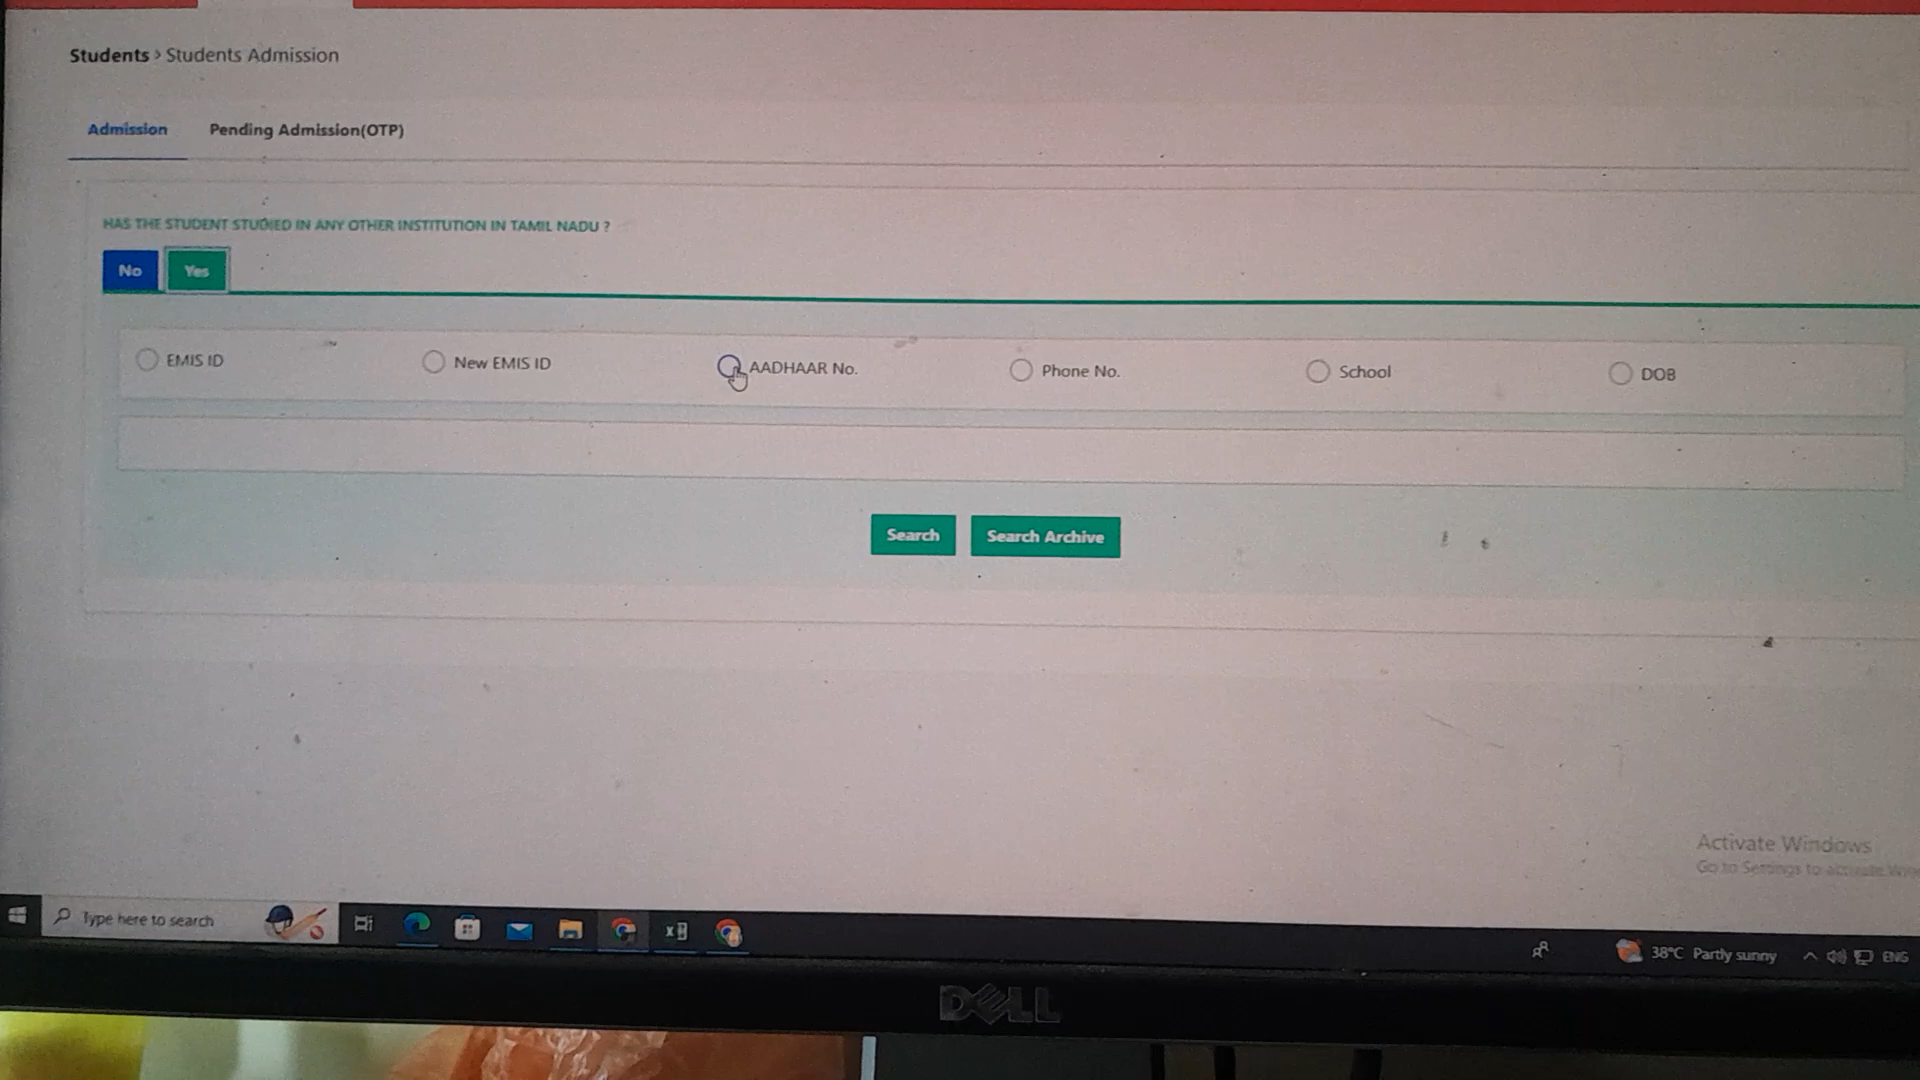 Students > Students Admission
Admission Pending Admission(OTP)
HAS THE STUDENT STUDIED IN ANY OTHER INSTITUTION IN TAMIL NADU ?
No Yes
EMIS ID New EMIS ID AADHAAR No. Phone No. School DOB
Search Search Archive
Activate Windows
Go to Settings to activate
Type here to search
38°C Partly sunny ENG
DELL